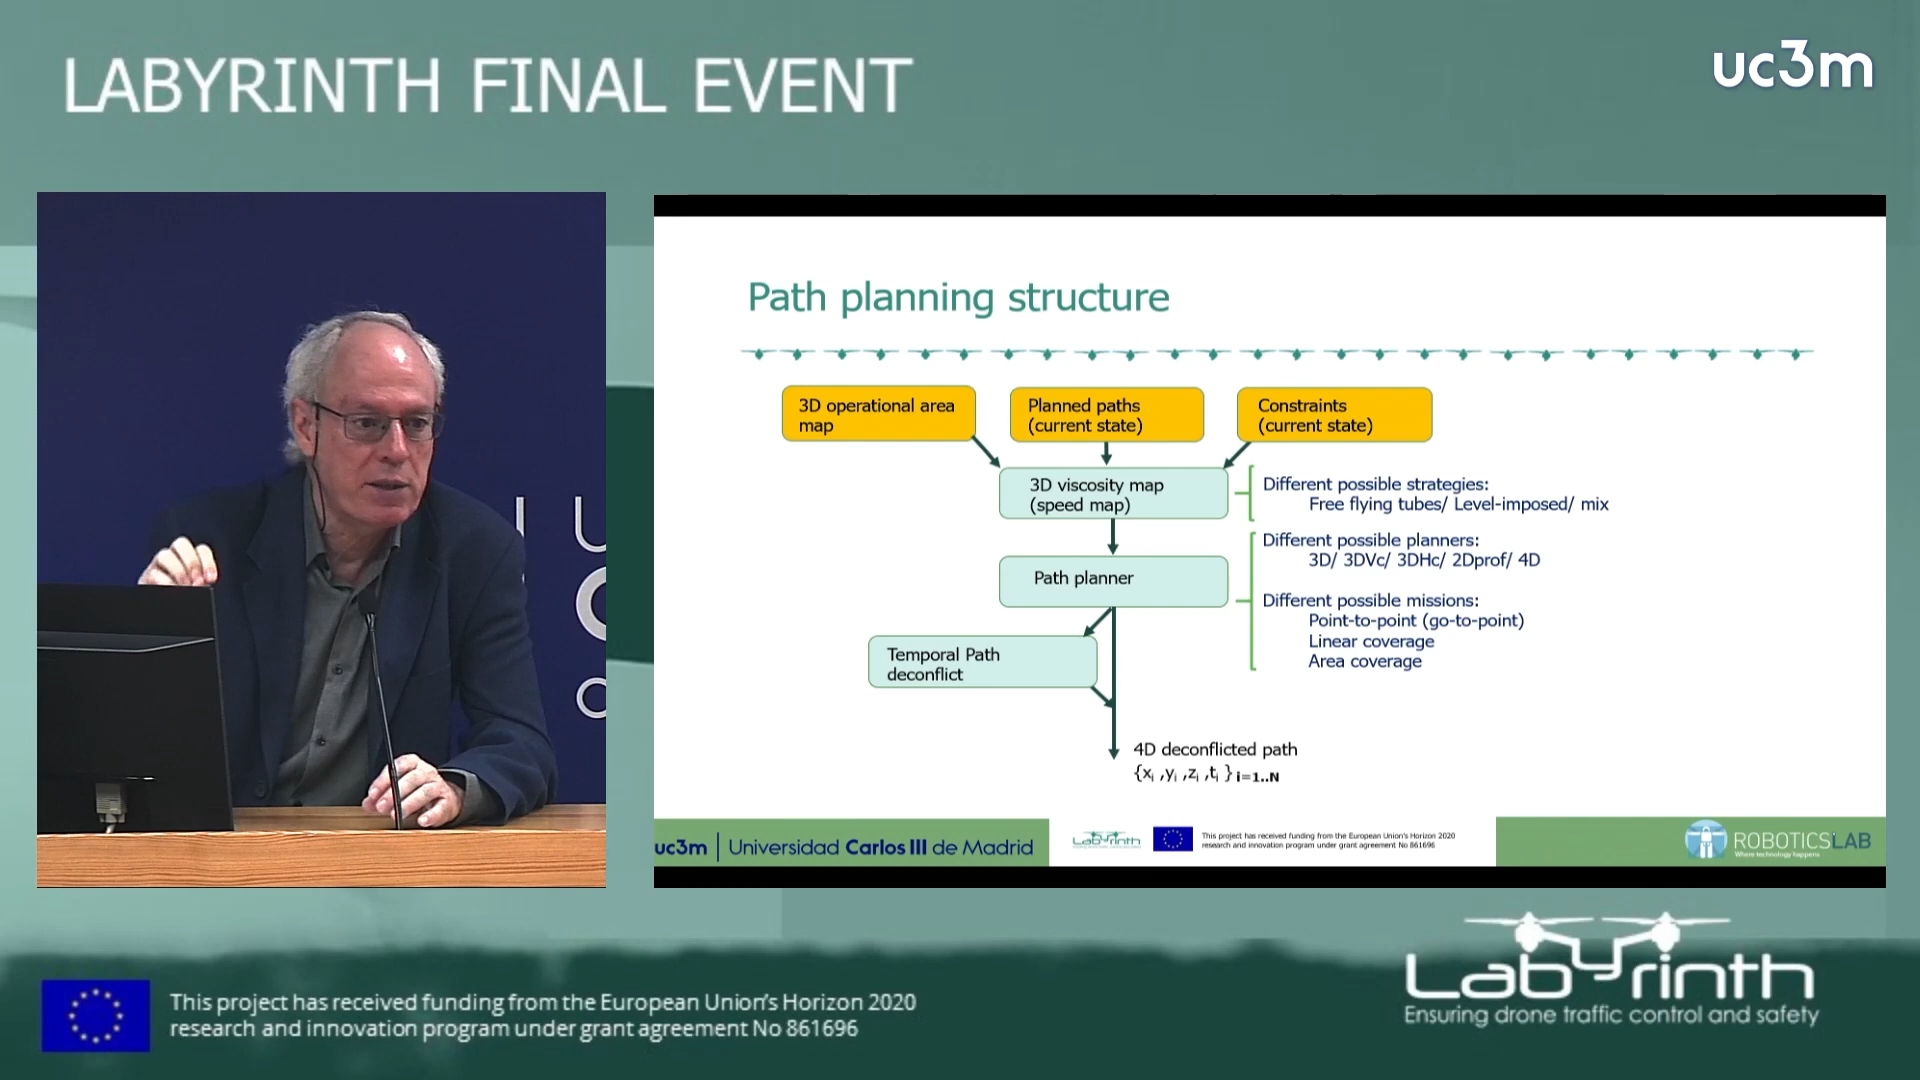 LABYRINTH FINAL EVENT
uc3m
Path planning structure
3D operational area
map
Planned paths
(current state)
Constraints
(current state)
3D viscosity map
(speed map)
Different possible strategies:
Free flying tubes/ Level-imposed/ mix
Different possible planners:
3D/ 3DVc/ 3DHc/ 2Dprof/ 4D
Path planner
Different possible missions:
Point-to-point (go-to-point)
Linear coverage
Area coverage
Temporal Path
deconflict
4D deconflicted path
{xᵢ ,yᵢ ,zᵢ ,tᵢ } i=1..N
uc3m | Universidad Carlos III de Madrid
Labyrinth
This project has received funding from the European Union's Horizon 2020
research and innovation program under grant agreement No 861696
ROBOTICSLAB
Where technology happens
This project has received funding from the European Union's Horizon 2020
research and innovation program under grant agreement No 861696
Labyrinth
Ensuring drone traffic control and safety